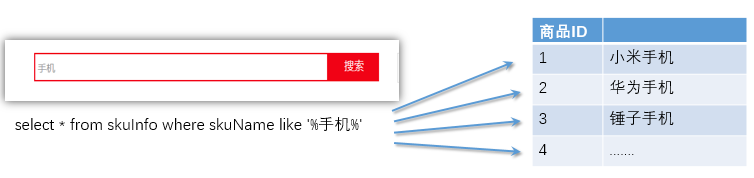 手机 搜索
select * from skuInfo where skuName like '%手机%'
商品ID
1 小米手机
2 华为手机
3 锤子手机
4 .......